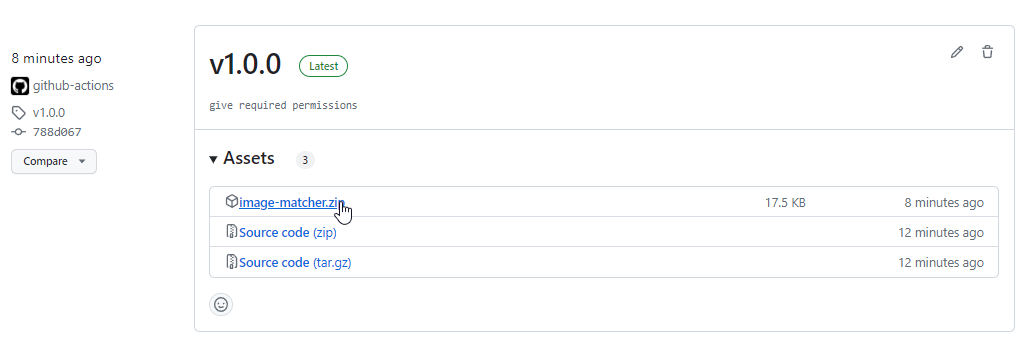 8 minutes ago
github-actions
v1.0.0
788d067
Compare
v1.0.0 Latest
give required permissions
Assets 3
image-matcher.zip 17.5 KB 8 minutes ago
Source code (zip) 12 minutes ago
Source code (tar.gz) 12 minutes ago